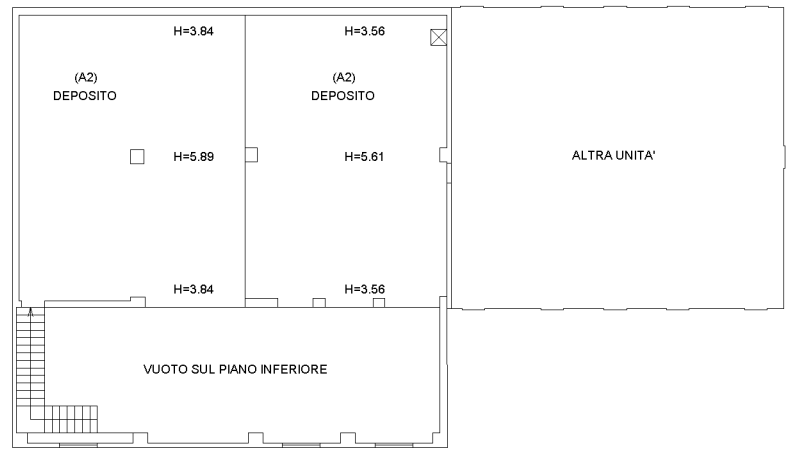 H=3.84
H=3.56
(A2)
DEPOSITO
(A2)
DEPOSITO
H=5.89
H=5.61
ALTRA UNITA'
H=3.84
H=3.56
VUOTO SUL PIANO INFERIORE